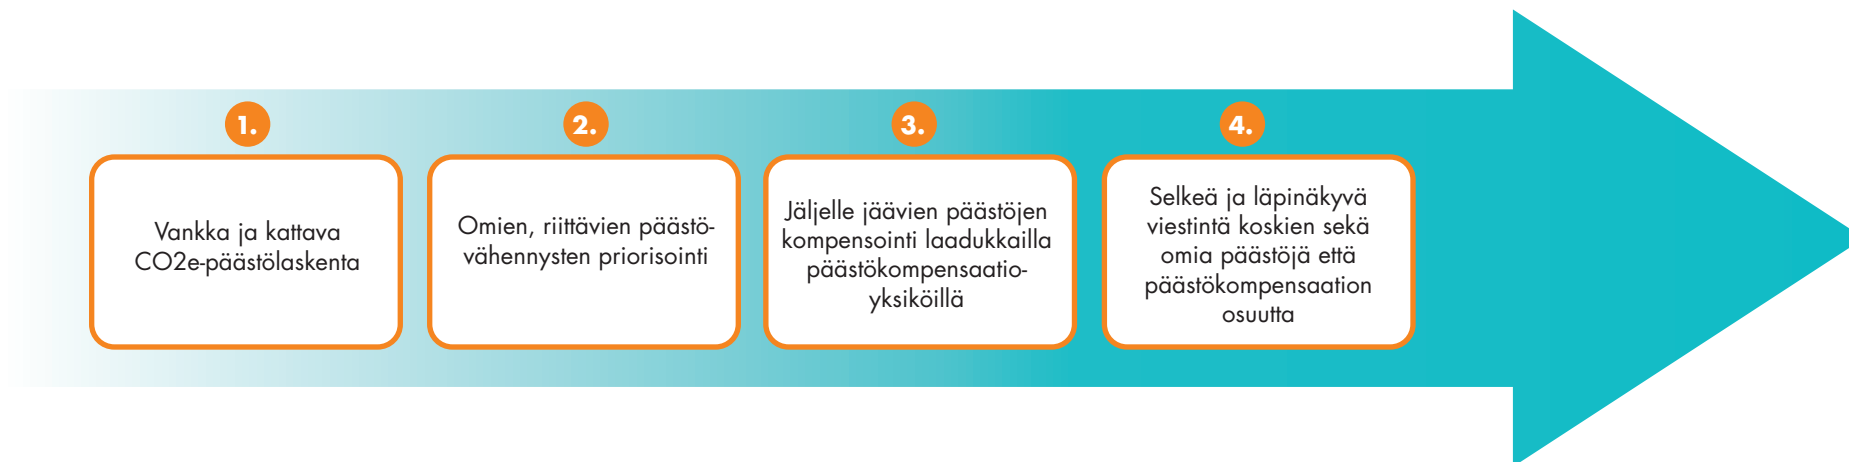 1.
Vankka ja kattava
CO2e-päästölaskenta
2.
Omien, riittävien päästö-
vähennysten priorisointi
3.
Jäljelle jäävien päästöjen
kompensointi laadukkailla
päästökompensaatio-
yksiköillä
4.
Selkeä ja läpinäkyvä
viestintä koskien sekä
omia päästöjä että
päästökompensaation
osuutta